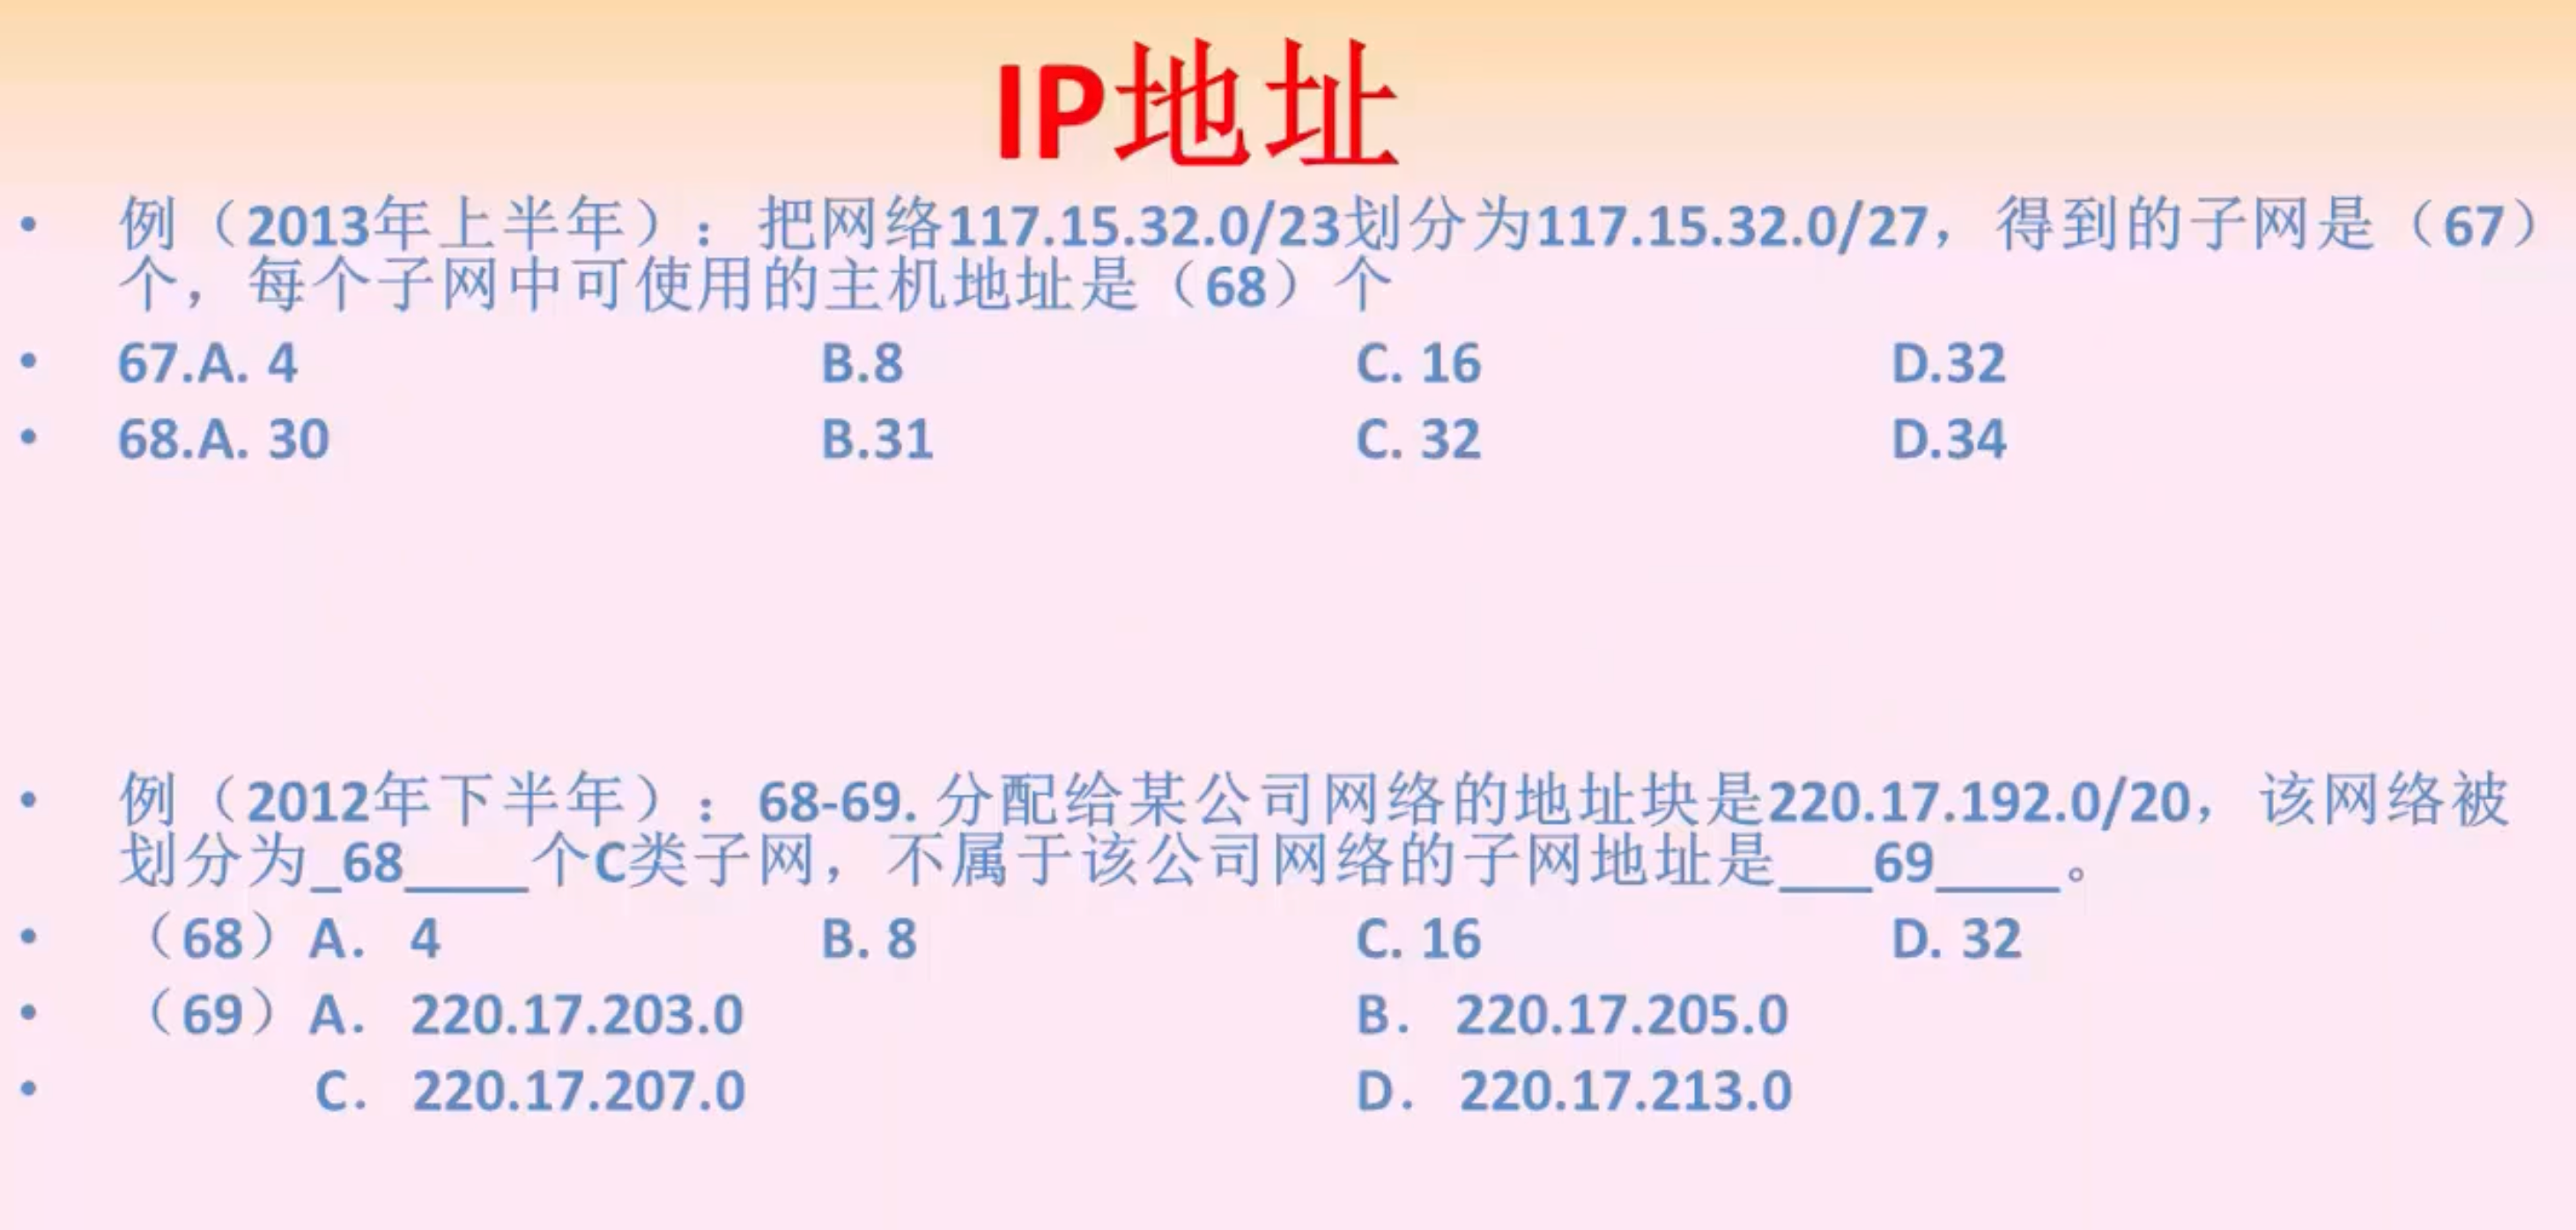 IP地址
• 例（2013年上半年）：把网络117.15.32.0/23划分为117.15.32.0/27，得到的子网是（67）
个，每个子网中可使用的主机地址是（68）个
• 67.A. 4 B.8 C. 16 D.32
• 68.A. 30 B.31 C. 32 D.34
• 例（2012年下半年）：68-69. 分配给某公司网络的地址块是220.17.192.0/20，该网络被
划分为_68____个C类子网，不属于该公司网络的子网地址是___69____。
• （68）A． 4 B. 8 C. 16 D. 32
• （69）A． 220.17.203.0 B． 220.17.205.0
• C． 220.17.207.0 D． 220.17.213.0